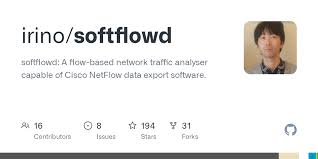 irino/softflowd
softflowd: A flow-based network traffic analyser
capable of Cisco NetFlow data export software.
16 8 194 31
Contributors Issues Stars Forks